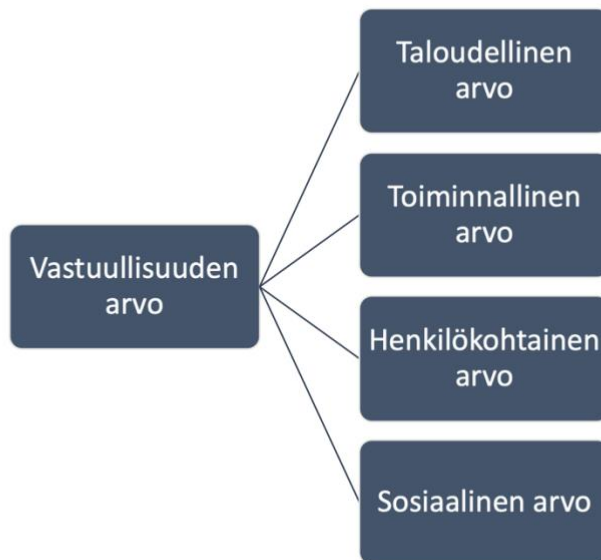 Vastuullisuuden
arvo
Taloudellinen
arvo
Toiminnallinen
arvo
Henkilökohtainen
arvo
Sosiaalinen arvo